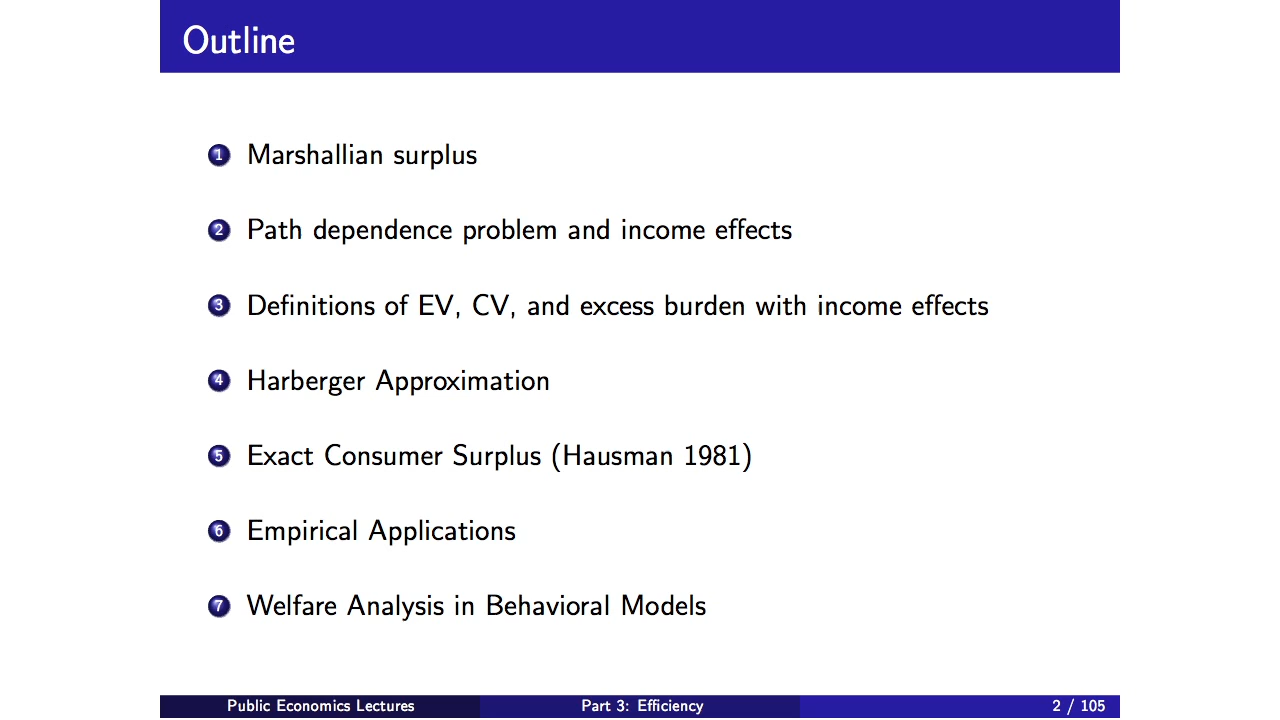 Outline
1 Marshallian surplus
2 Path dependence problem and income effects
3 Definitions of EV, CV, and excess burden with income effects
4 Harberger Approximation
5 Exact Consumer Surplus (Hausman 1981)
6 Empirical Applications
7 Welfare Analysis in Behavioral Models
Public Economics Lectures Part 3: Efficiency 2 / 105